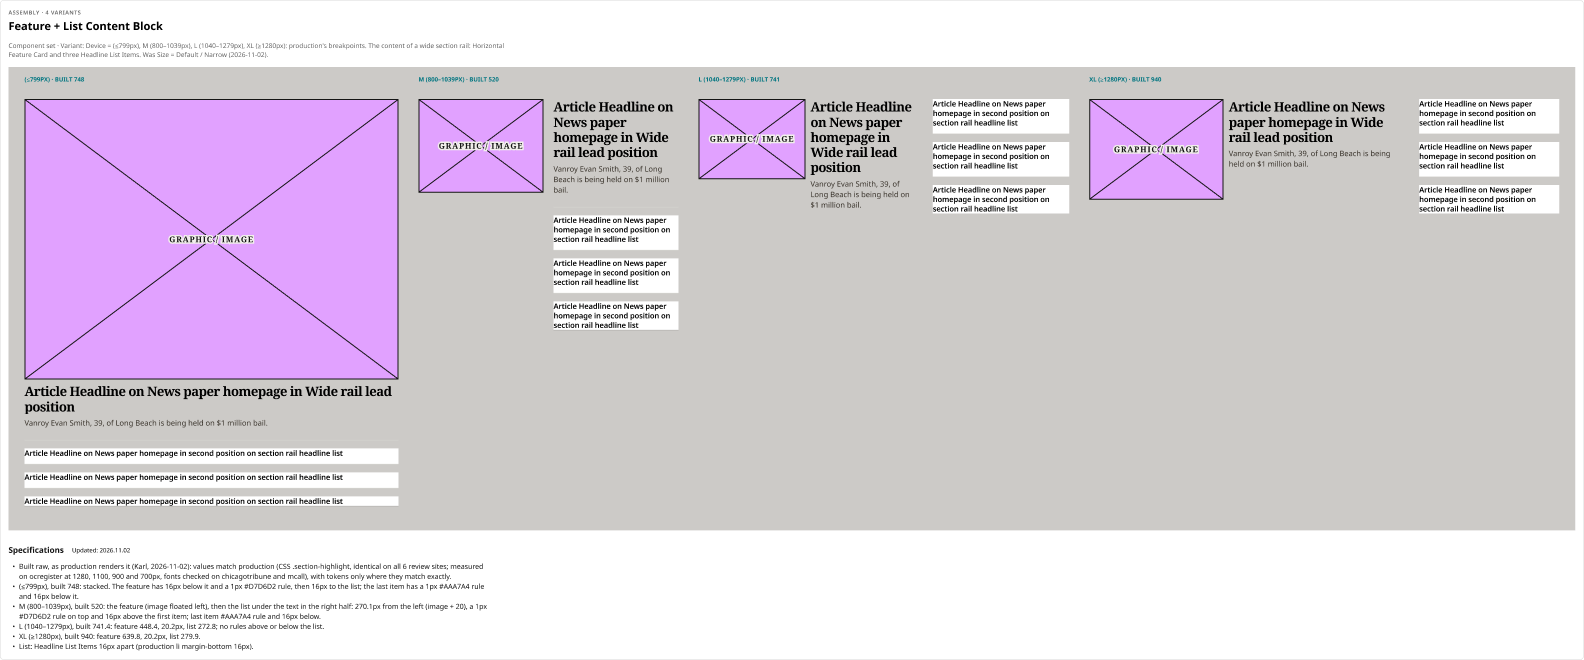 ASSEMBLY · 4 VARIANTS
Feature + List Content Block
Component set · Variant: Device = (≤799px), M (800–1039px), L (1040–1279px), XL (≥1280px): production's breakpoints. The content of a wide section rail: Horizontal
Feature Card and three Headline List Items. Was Size = Default / Narrow (2026-11-02).
(≤799PX) · BUILT 748
GRAPHIC / IMAGE
Article Headline on News paper homepage in Wide rail lead
position
Vanroy Evan Smith, 39, of Long Beach is being held on $1 million bail.
Article Headline on News paper homepage in second position on section rail headline list
Article Headline on News paper homepage in second position on section rail headline list
Article Headline on News paper homepage in second position on section rail headline list
M (800–1039PX) · BUILT 520
GRAPHIC / IMAGE
Article Headline on
News paper
homepage in Wide
rail lead position
Vanroy Evan Smith, 39, of Long
Beach is being held on $1 million
bail.
Article Headline on News paper
homepage in second position on
section rail headline list
Article Headline on News paper
homepage in second position on
section rail headline list
Article Headline on News paper
homepage in second position on
section rail headline list
L (1040–1279PX) · BUILT 741
GRAPHIC / IMAGE
Article Headline
on News paper
homepage in
Wide rail lead
position
Vanroy Evan Smith, 39, of
Long Beach is being held on
$1 million bail.
Article Headline on News paper
homepage in second position on
section rail headline list
Article Headline on News paper
homepage in second position on
section rail headline list
Article Headline on News paper
homepage in second position on
section rail headline list
XL (≥1280PX) · BUILT 940
GRAPHIC / IMAGE
Article Headline on News
paper homepage in Wide
rail lead position
Vanroy Evan Smith, 39, of Long Beach is being
held on $1 million bail.
Article Headline on News paper
homepage in second position on
section rail headline list
Article Headline on News paper
homepage in second position on
section rail headline list
Article Headline on News paper
homepage in second position on
section rail headline list
Specifications Updated: 2026.11.02
• Built raw, as production renders it (Karl, 2026-11-02): values match production (CSS .section-highlight, identical on all 6 review sites; measured
on ocregister at 1280, 1100, 900 and 700px, fonts checked on chicagotribune and mcall), with tokens only where they match exactly.
• (≤799px), built 748: stacked. The feature has 16px below it and a 1px #D7D6D2 rule, then 16px to the list; the last item has a 1px #AAA7A4 rule
and 16px below it.
• M (800–1039px), built 520: the feature (image floated left), then the list under the text in the right half: 270.1px from the left (image + 20), a 1px
#D7D6D2 rule on top and 16px above the first item; last item #AAA7A4 rule and 16px below.
• L (1040–1279px), built 741.4: feature 448.4, 20.2px, list 272.8; no rules above or below the list.
• XL (≥1280px), built 940: feature 639.8, 20.2px, list 279.9.
• List: Headline List Items 16px apart (production li margin-bottom 16px).